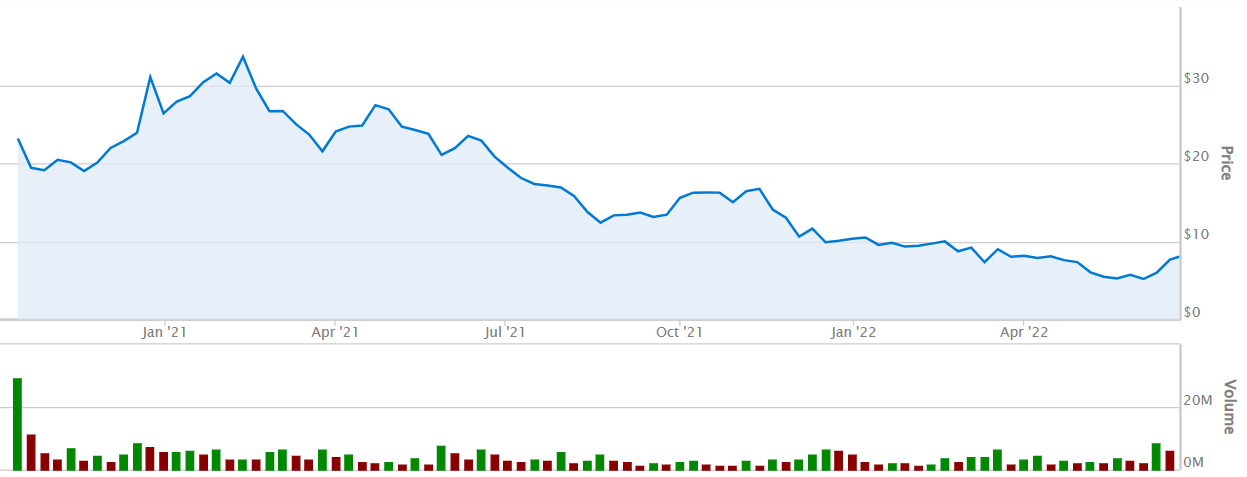 $30
$20
$10
$0
Price
Jan '21
Apr '21
Jul '21
Oct '21
Jan '22
Apr '22
20M
0M
Volume